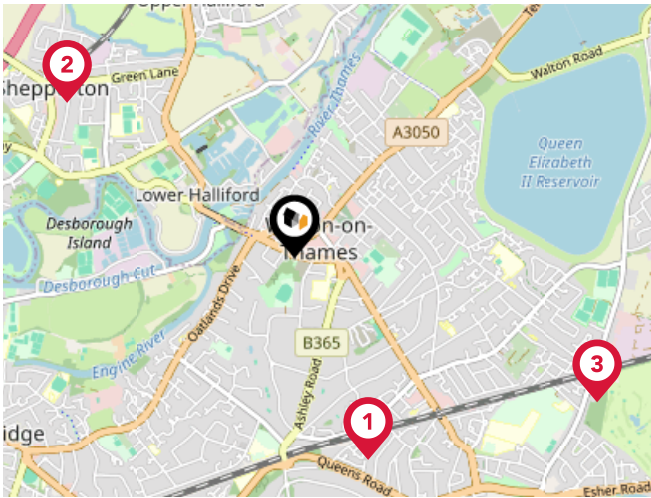 Upper Halliford
2
Green Lane
Shepperton
River Thames
A3050
Walton Road
Queen
Elizabeth
II Reservoir
Lower Halliford
Desborough
Island
W n-on-
Thames
Desborough Cut
Oatlands Drive
Engine River
B365
Ashley Road
3
1
idge
Queens Road
Esher Road